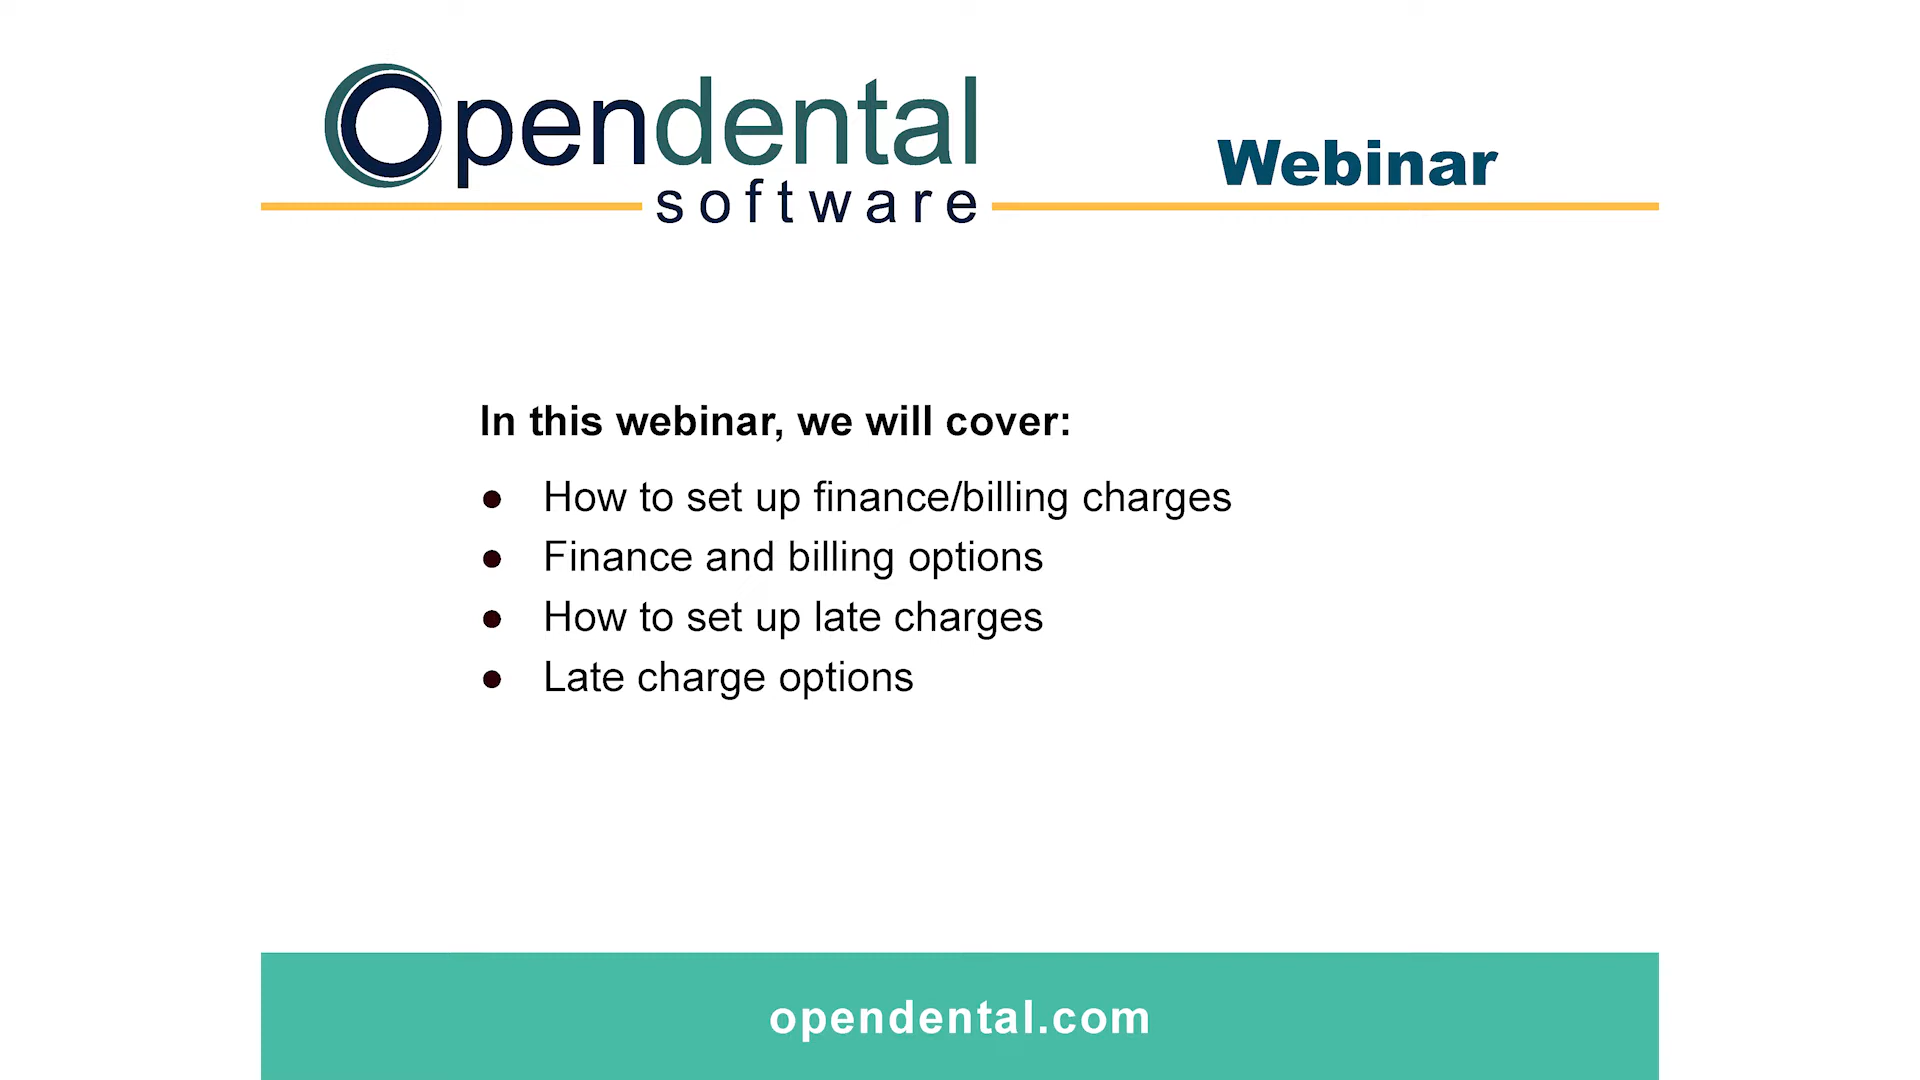 Opendental
software
Webinar
In this webinar, we will cover:
● How to set up finance/billing charges
● Finance and billing options
● How to set up late charges
● Late charge options
opendental.com